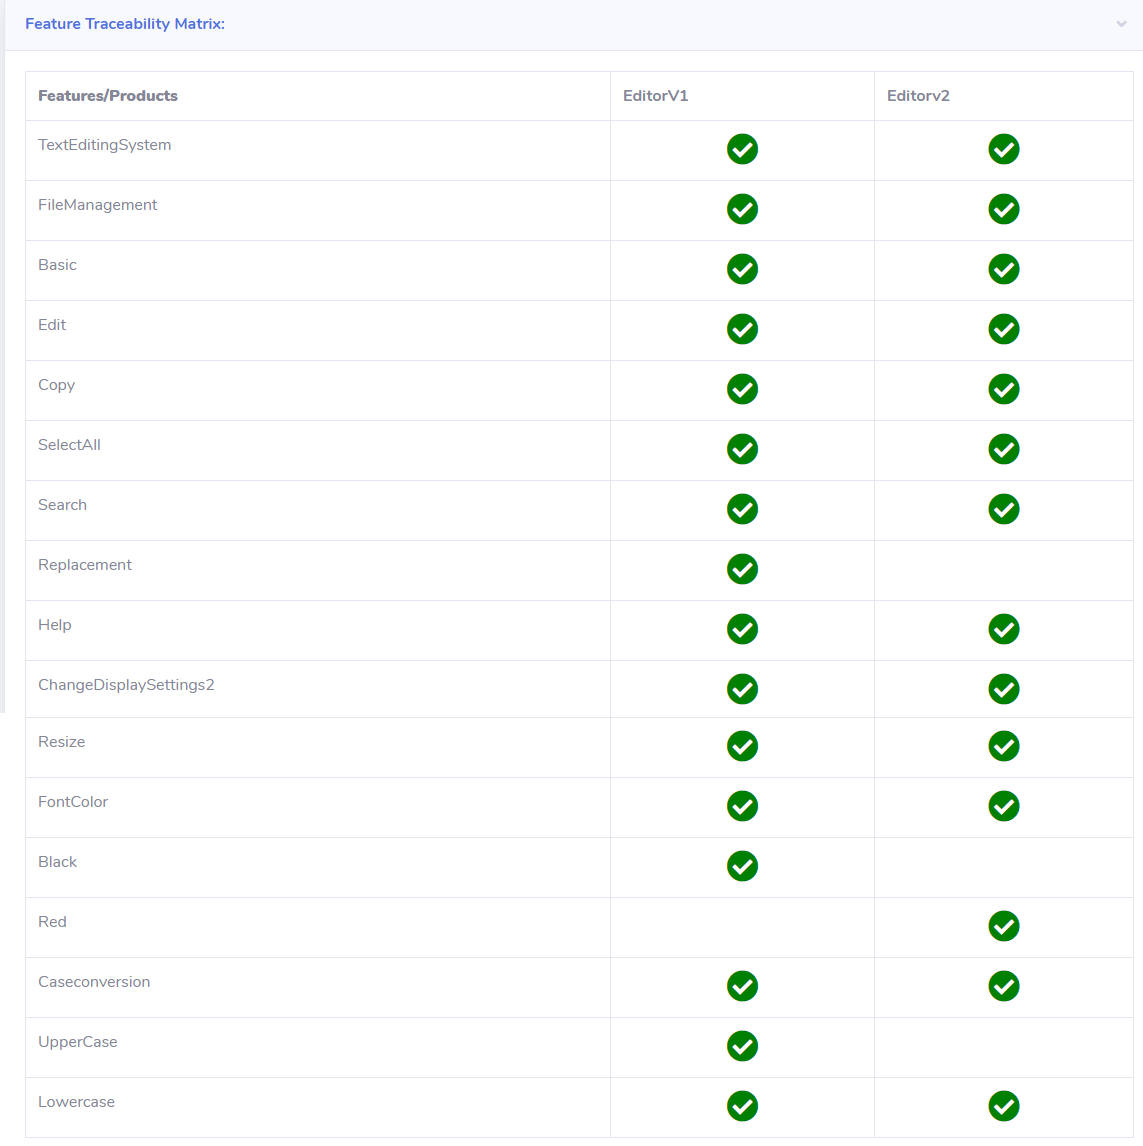 Feature Traceability Matrix:
Features/Products EditorV1 Editorv2
TextEditingSystem
FileManagement
Basic
Edit
Copy
SelectAll
Search
Replacement
Help
ChangeDisplaySettings2
Resize
FontColor
Black
Red
Caseconversion
UpperCase
Lowercase